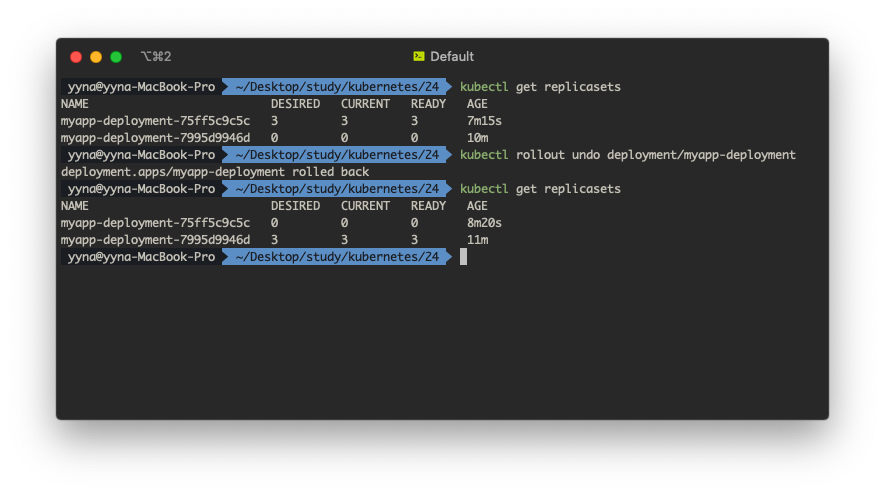 ⌥⌘2
Default
yyna@yyna-MacBook-Pro ~/Desktop/study/kubernetes/24 kubectl get replicasets
NAME DESIRED CURRENT READY AGE
myapp-deployment-75ff5c9c5c 3 3 3 7m15s
myapp-deployment-7995d9946d 0 0 0 10m
yyna@yyna-MacBook-Pro ~/Desktop/study/kubernetes/24 kubectl rollout undo deployment/myapp-deployment
deployment.apps/myapp-deployment rolled back
yyna@yyna-MacBook-Pro ~/Desktop/study/kubernetes/24 kubectl get replicasets
NAME DESIRED CURRENT READY AGE
myapp-deployment-75ff5c9c5c 0 0 0 8m20s
myapp-deployment-7995d9946d 3 3 3 11m
yyna@yyna-MacBook-Pro ~/Desktop/study/kubernetes/24